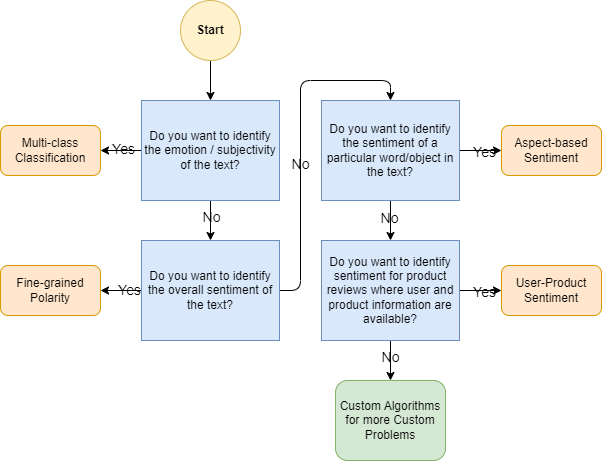 Start
Do you want to identify
the emotion / subjectivity
of the text?
Yes
Multi-class
Classification
No
Do you want to identify
the overall sentiment of
the text?
Yes
Fine-grained
Polarity
No
Do you want to identify
the sentiment of a
particular word/object in
the text?
Yes
Aspect-based
Sentiment
No
Do you want to identify
sentiment for product
reviews where user and
product information are
available?
Yes
User-Product
Sentiment
No
Custom Algorithms
for more Custom
Problems